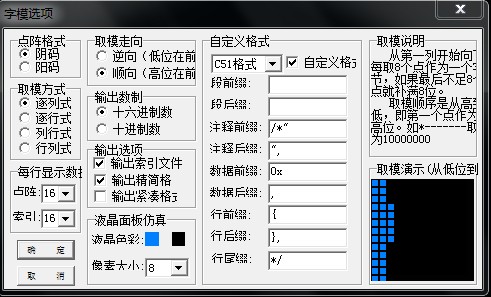 字模选项
点阵格式
阴码
阳码
取模方式
逐列式
逐行式
列行式
行列式
每行显示数据
点阵: 16
索引: 16
确 定
取 消
取模走向
逆向（低位在前
顺向（高位在前
输出数制
十六进制数
十进制数
输出选项
输出索引文件
输出精简格
输出紧凑格式
液晶面板仿真
液晶色彩:
像素大小: 8
自定义格式
C51格式
自定义格式
段前缀:
段后缀:
注释前缀: /*"
注释后缀: ",
数据前缀: 0x
数据后缀: ,
行前缀: {
行后缀: },
行尾缀: */
取模说明
从第一列开始向下
每取8个点作为一个字
节，如果最后不足8个
点就补满8位。
取模顺序是从高到
低，即第一个点作为最
高位。如*-------取
为10000000
取模演示(从低位到